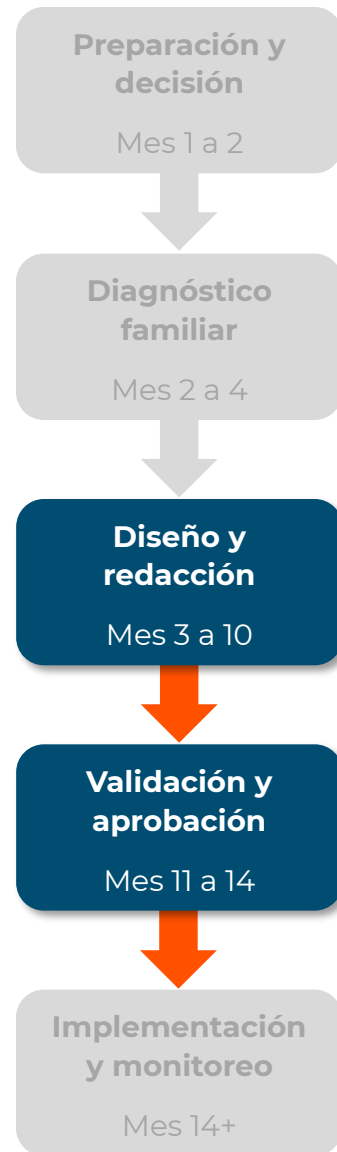 Preparación y
decisión
Mes 1 a 2
Diagnóstico
familiar
Mes 2 a 4
Diseño y
redacción
Mes 3 a 10
Validación y
aprobación
Mes 11 a 14
Implementación
y monitoreo
Mes 14+